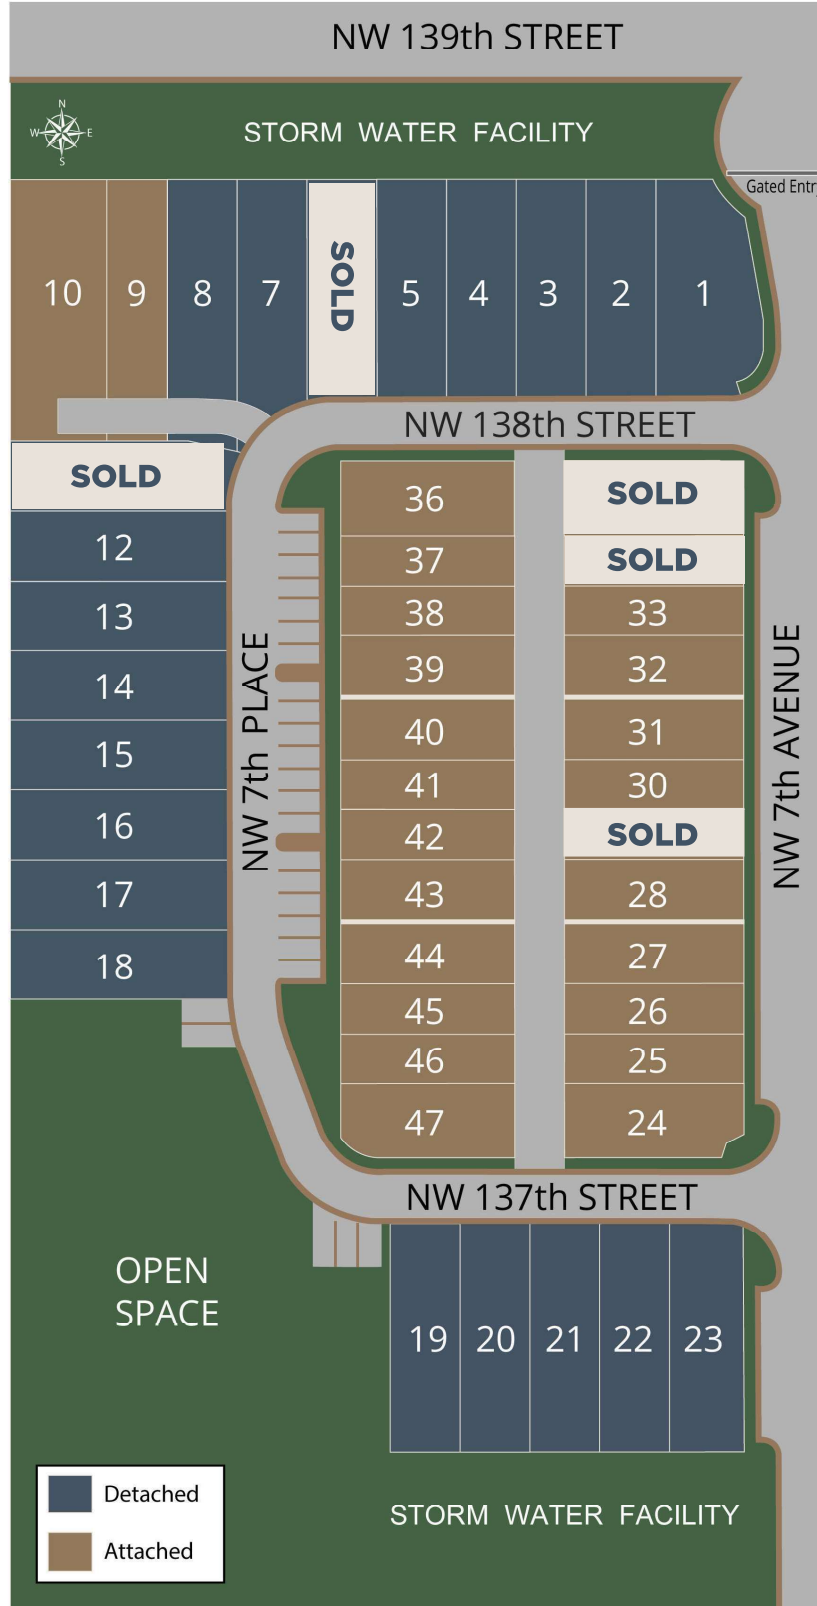 NW 139th STREET
N
W
E
S
STORM WATER FACILITY
Gated Entry
10
9
8
7
SOLD
5
4
3
2
1
NW 138th STREET
SOLD
12
13
14
15
16
17
18
NW 7th PLACE
36
37
38
39
40
41
42
43
44
45
46
47
SOLD
SOLD
33
32
31
30
SOLD
28
27
26
25
24
NW 7th AVENUE
NW 137th STREET
19
20
21
22
23
OPEN
SPACE
Detached
Attached
STORM WATER FACILITY